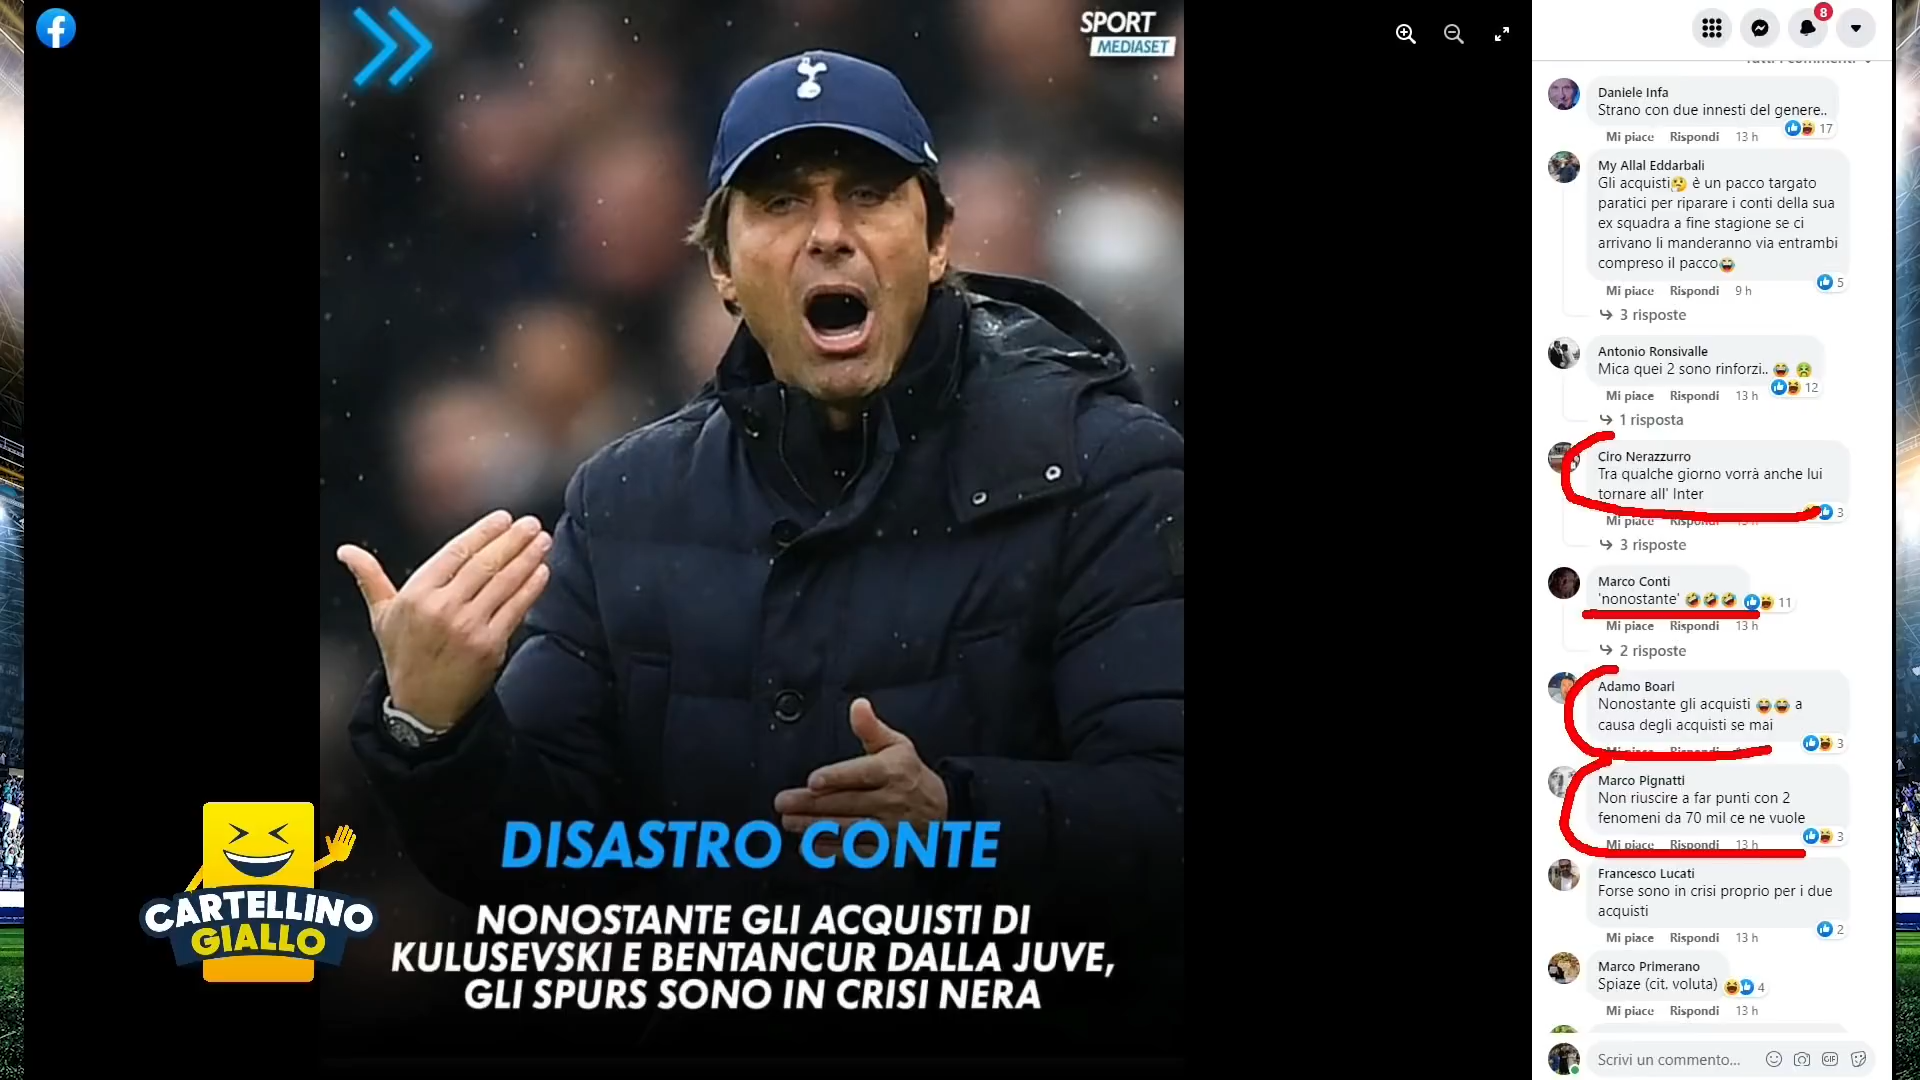 SPORT
MEDIASET
DISASTRO CONTE
NONOSTANTE GLI ACQUISTI DI
KULUSEVSKI E BENTANCUR DALLA JUVE,
GLI SPURS SONO IN CRISI NERA
CARTELLINO
GIALLO
8
Tutti i commenti
Daniele Infa
Strano con due innesti del genere..
Mi piace Rispondi 13 h 17
My Allal Eddarbali
Gli acquisti🤔 è un pacco targato
paratici per riparare i conti della sua
ex squadra a fine stagione se ci
arrivano li manderanno via entrambi
compreso il pacco😂
5
Mi piace Rispondi 9 h
3 risposte
Antonio Ronsivalle
Mica quei 2 sono rinforzi.. 😂 🤮
12
Mi piace Rispondi 13 h
1 risposta
Ciro Nerazzurro
Tra qualche giorno vorrà anche lui
tornare all' Inter
3
Mi piace Rispondi 13 h
3 risposte
Marco Conti
'nonostante' 🤣🤣🤣 11
Mi piace Rispondi 13 h
2 risposte
Adamo Boari
Nonostante gli acquisti 😂😂 a
causa degli acquisti se mai
3
Mi piace Rispondi
Marco Pignatti
Non riuscire a far punti con 2
fenomeni da 70 mil ce ne vuole
3
Mi piace Rispondi 13 h
Francesco Lucati
Forse sono in crisi proprio per i due
acquisti
2
Mi piace Rispondi 13 h
Marco Primerano
Spiaze (cit. voluta) 4
Mi piace Rispondi 13 h
Scrivi un commento...
GIF